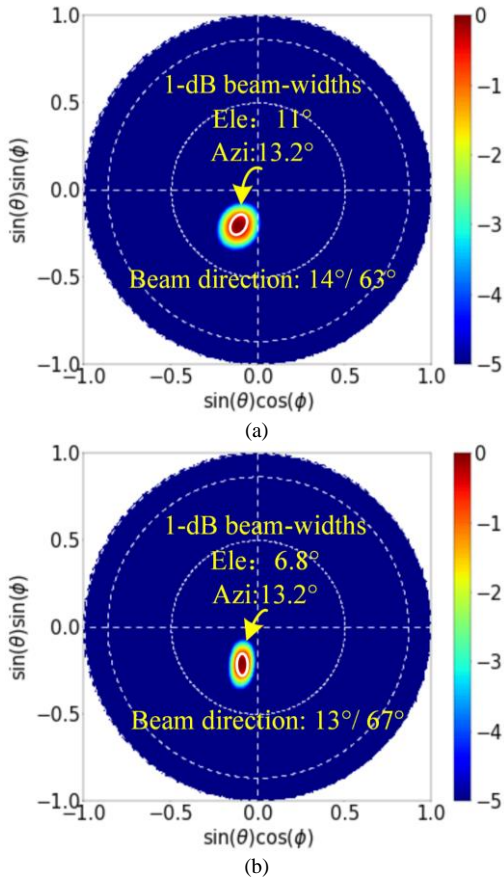 1.0
0.5
0.0
−0.5
−1.0
sin(θ)sin(ϕ)
1-dB beam-widths
Ele：11°
Azi:13.2°
Beam direction: 14°/ 63°
−1.0
−0.5
0.0
0.5
1.0
sin(θ)cos(ϕ)
0
−1
−2
−3
−4
−5
(a)
1.0
0.5
0.0
−0.5
−1.0
sin(θ)sin(ϕ)
1-dB beam-widths
Ele：6.8°
Azi:13.2°
Beam direction: 13°/ 67°
−1.0
−0.5
0.0
0.5
1.0
sin(θ)cos(ϕ)
0
−1
−2
−3
−4
−5
(b)